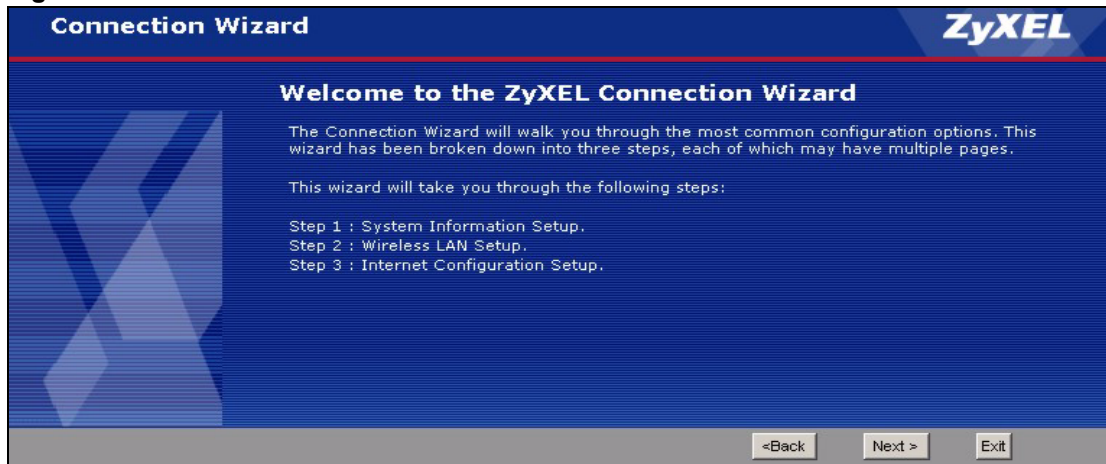 Connection Wizard
ZyXEL
Welcome to the ZyXEL Connection Wizard
The Connection Wizard will walk you through the most common configuration options. This
wizard has been broken down into three steps, each of which may have multiple pages.
This wizard will take you through the following steps:
Step 1 : System Information Setup.
Step 2 : Wireless LAN Setup.
Step 3 : Internet Configuration Setup.
<Back
Next >
Exit